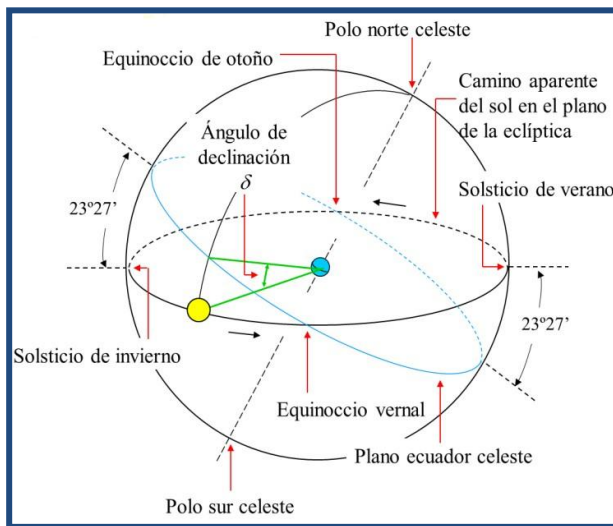 Polo norte celeste
Equinoccio de otoño
Camino aparente
del sol en el plano
de la eclíptica
Ángulo de
declinación
δ
Solsticio de verano
23º27’
23º27’
Solsticio de invierno
Equinoccio vernal
Plano ecuador celeste
Polo sur celeste